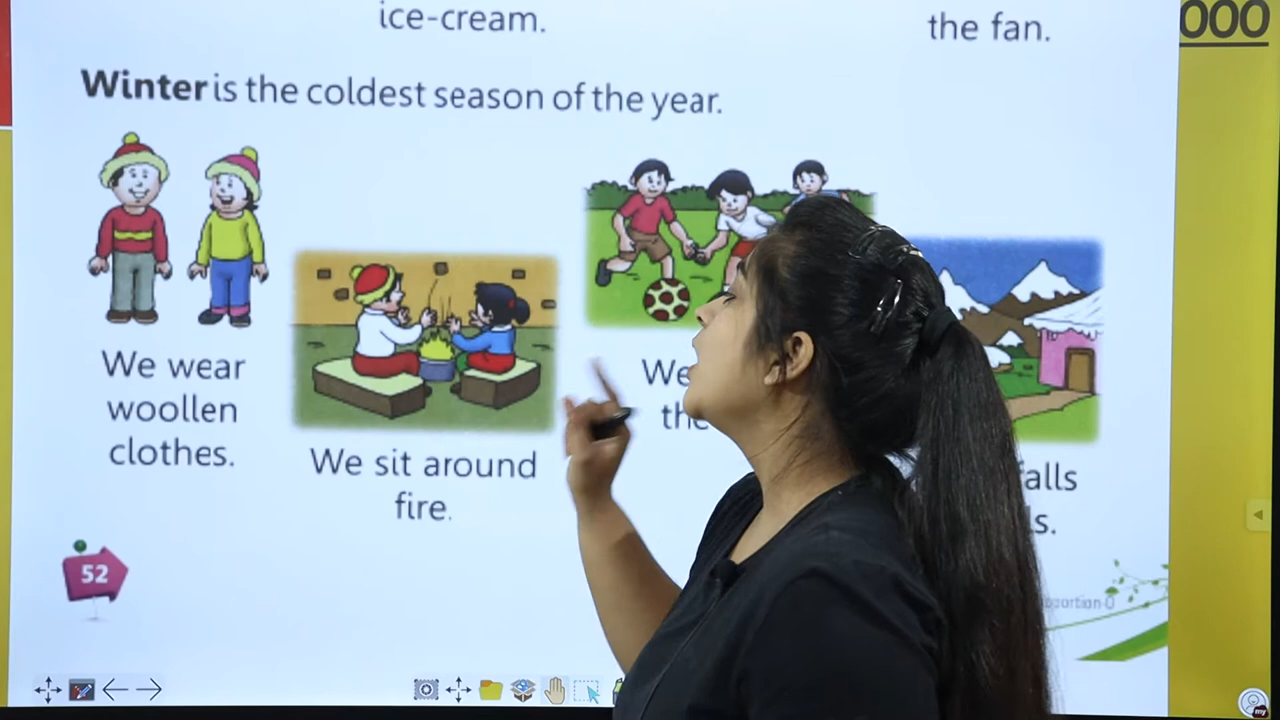 ice-cream.
the fan.
000
Winter is the coldest season of the year.
We wear
woollen
clothes.
We sit around
fire.
We
the
falls
52